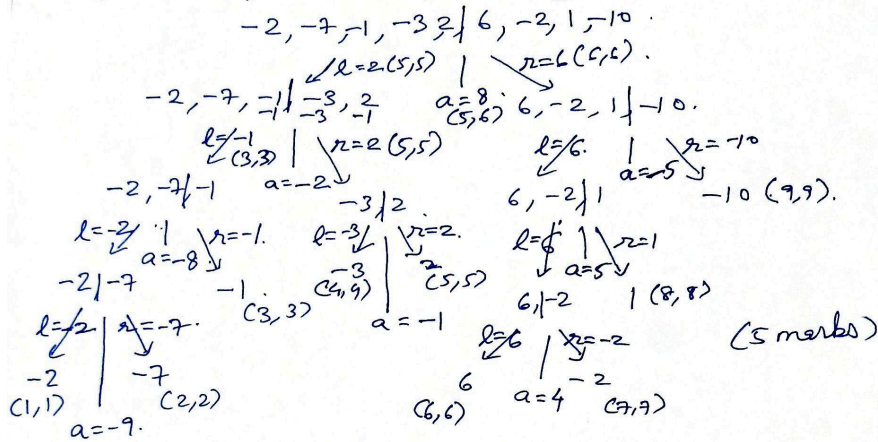 -2, -7, -1, -3, 2 | 6, -2, 1, -10.
l=2(5,5) r=6(6,6).
-2, -7, -1 | -3, 2 a=8. 6, -2, 1 | -10.
-1 -3 -1 (5,6)
l=-1 r=2(5,5) l=6. r=-10
(3,3) a=-2 a=-5
-2, -7 | -1 -3 | 2. 6, -2 | 1 -10 (9,9).
l=-2 r=-1. l=-3 r=2. l=6 r=1
a=-8. a=5
-2 | -7 -1. -3 2 6, | -2 1 (8,8)
(3,3) (4,4) (5,5)
l=-2 r=-7. a=-1 l=6 r=-2 (5 marks)
-2 -7 6 a=4 -2
(1,1) (2,2) (6,6) (7,7)
a=-9.